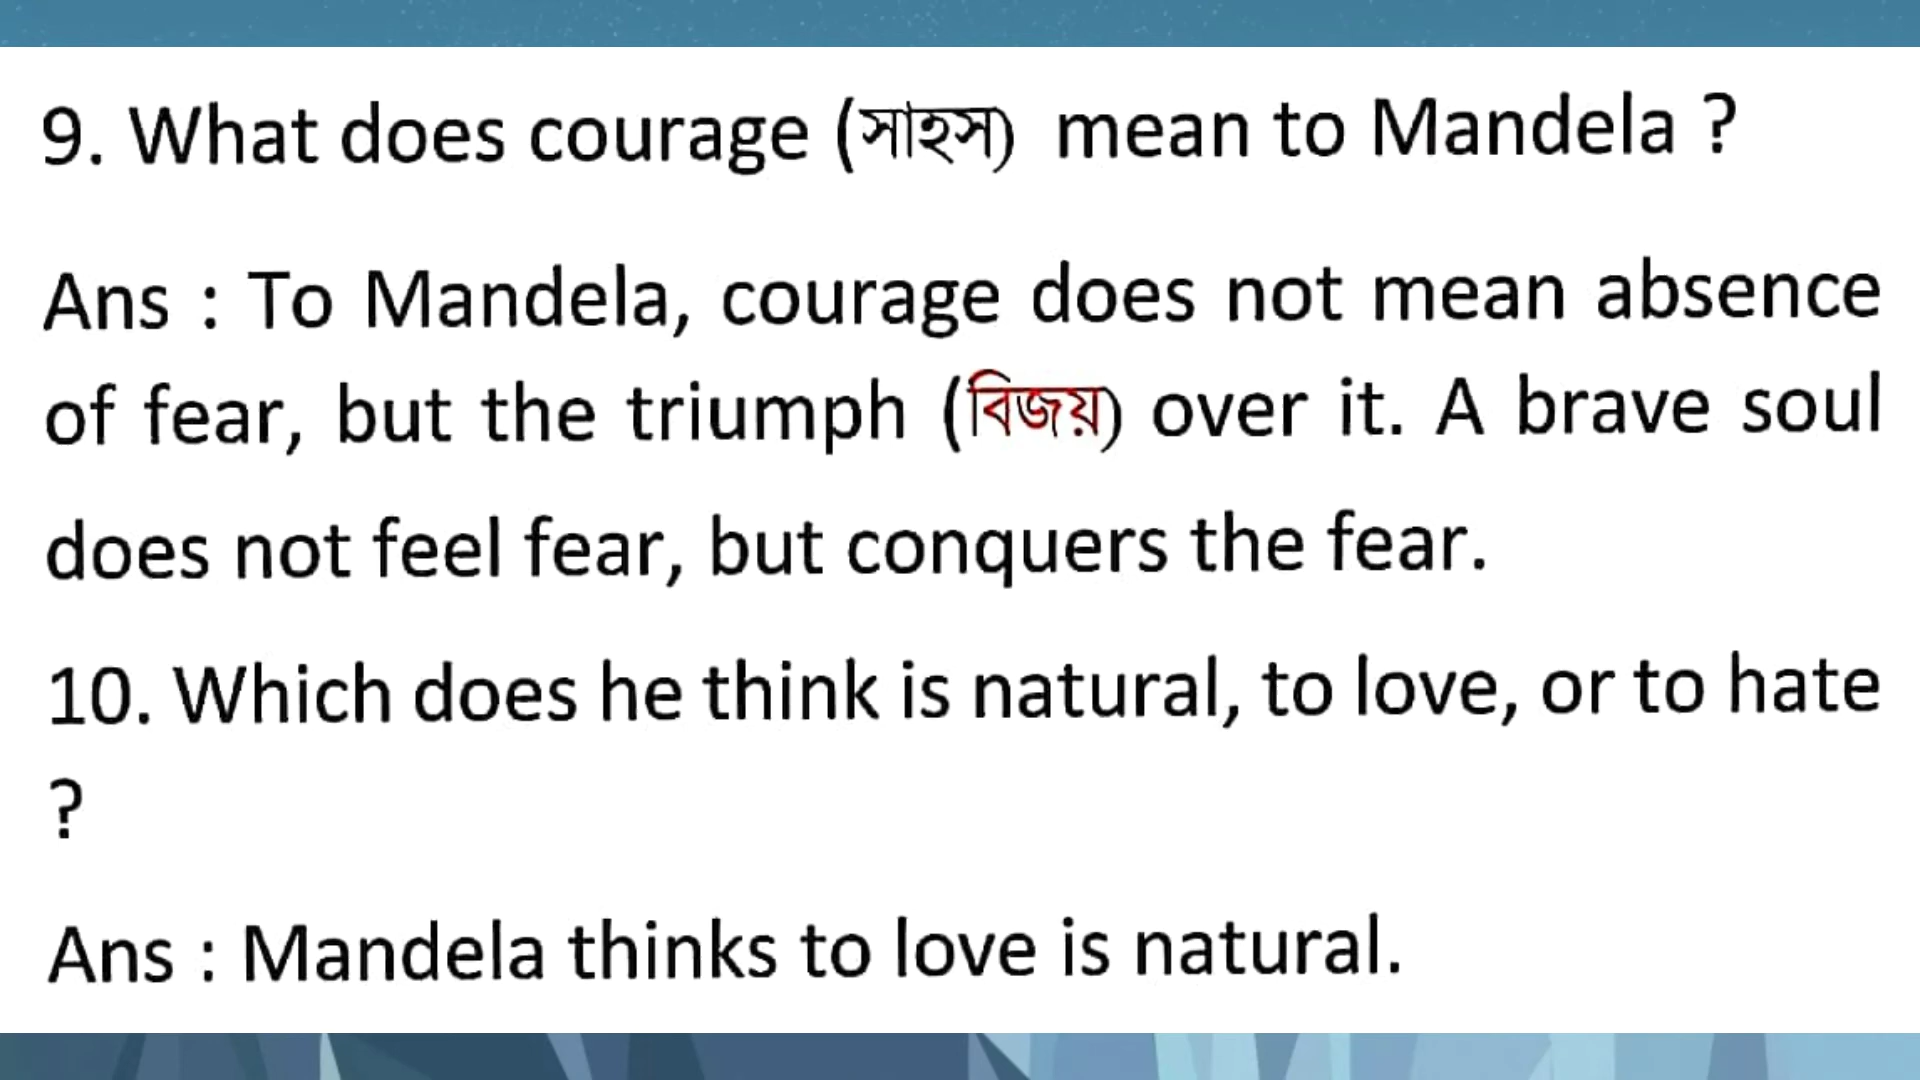 9. What does courage (সাহস) mean to Mandela ?
Ans : To Mandela, courage does not mean absence
of fear, but the triumph (বিজয়) over it. A brave soul
does not feel fear, but conquers the fear.
10. Which does he think is natural, to love, or to hate
?
Ans : Mandela thinks to love is natural.